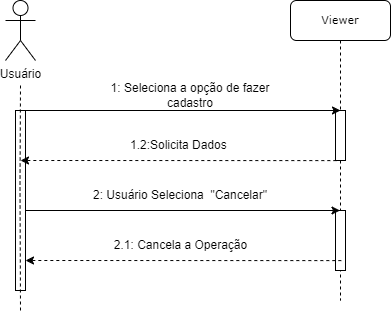 Viewer
Usuário
1: Seleciona a opção de fazer
cadastro
1.2:Solicita Dados
2: Usuário Seleciona "Cancelar"
2.1: Cancela a Operação